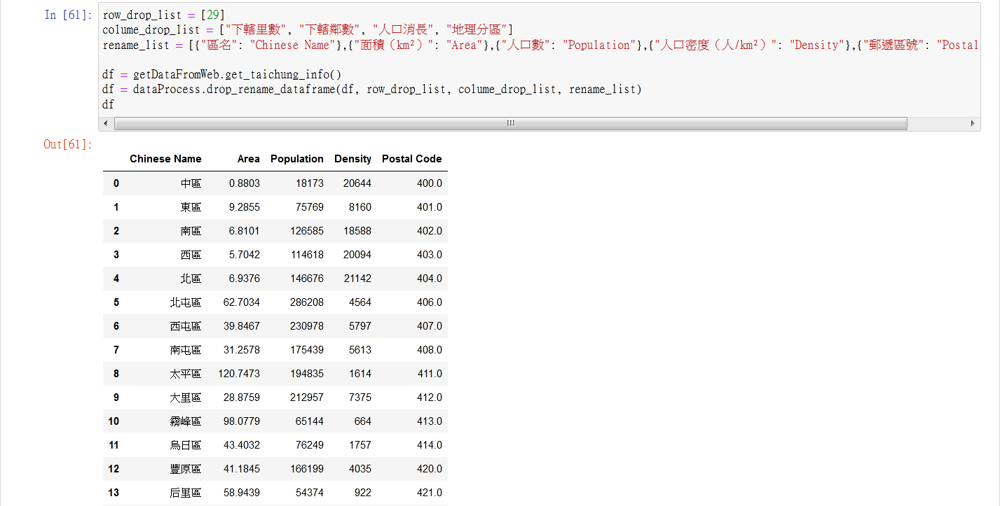 In [61]: row_drop_list = [29]
colume_drop_list = ["下轄里數", "下轄鄰數", "人口消長", "地理分區"]
rename_list = [{"區名": "Chinese Name"},{"面積（km²）": "Area"},{"人口數": "Population"},{"人口密度（人/km²）": "Density"},{"郵遞區號": "Postal
df = getDataFromWeb.get_taichung_info()
df = dataProcess.drop_rename_dataframe(df, row_drop_list, colume_drop_list, rename_list)
df
Out[61]:
Chinese Name Area Population Density Postal Code
0 中區 0.8803 18173 20644 400.0
1 東區 9.2855 75769 8160 401.0
2 南區 6.8101 126585 18588 402.0
3 西區 5.7042 114618 20094 403.0
4 北區 6.9376 146676 21142 404.0
5 北屯區 62.7034 286208 4564 406.0
6 西屯區 39.8467 230978 5797 407.0
7 南屯區 31.2578 175439 5613 408.0
8 太平區 120.7473 194835 1614 411.0
9 大里區 28.8759 212957 7375 412.0
10 霧峰區 98.0779 65144 664 413.0
11 烏日區 43.4032 76249 1757 414.0
12 豐原區 41.1845 166199 4035 420.0
13 后里區 58.9439 54374 922 421.0